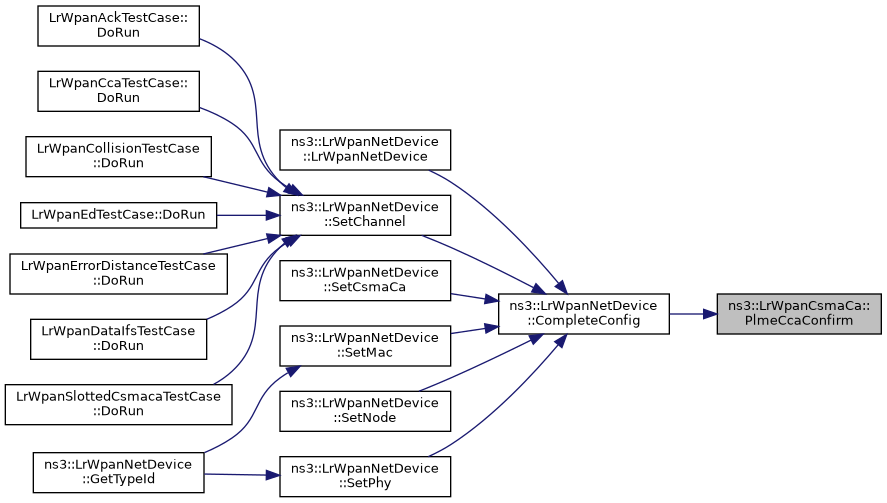 LrWpanAckTestCase::
DoRun
LrWpanCcaTestCase::
DoRun
LrWpanCollisionTestCase
::DoRun
LrWpanEdTestCase::DoRun
LrWpanErrorDistanceTestCase
::DoRun
LrWpanDataIfsTestCase
::DoRun
LrWpanSlottedCsmacaTestCase
::DoRun
ns3::LrWpanNetDevice
::GetTypeId
ns3::LrWpanNetDevice
::LrWpanNetDevice
ns3::LrWpanNetDevice
::SetChannel
ns3::LrWpanNetDevice
::SetCsmaCa
ns3::LrWpanNetDevice
::SetMac
ns3::LrWpanNetDevice
::SetNode
ns3::LrWpanNetDevice
::SetPhy
ns3::LrWpanNetDevice
::CompleteConfig
ns3::LrWpanCsmaCa::
PlmeCcaConfirm